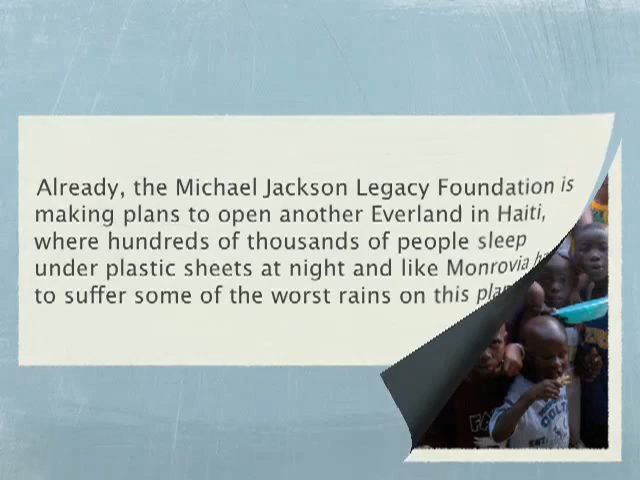 Already, the Michael Jackson Legacy Foundation is
making plans to open another Everland in Haiti,
where hundreds of thousands of people sleep
under plastic sheets at night and like Monrovia
to suffer some of the worst rains on this